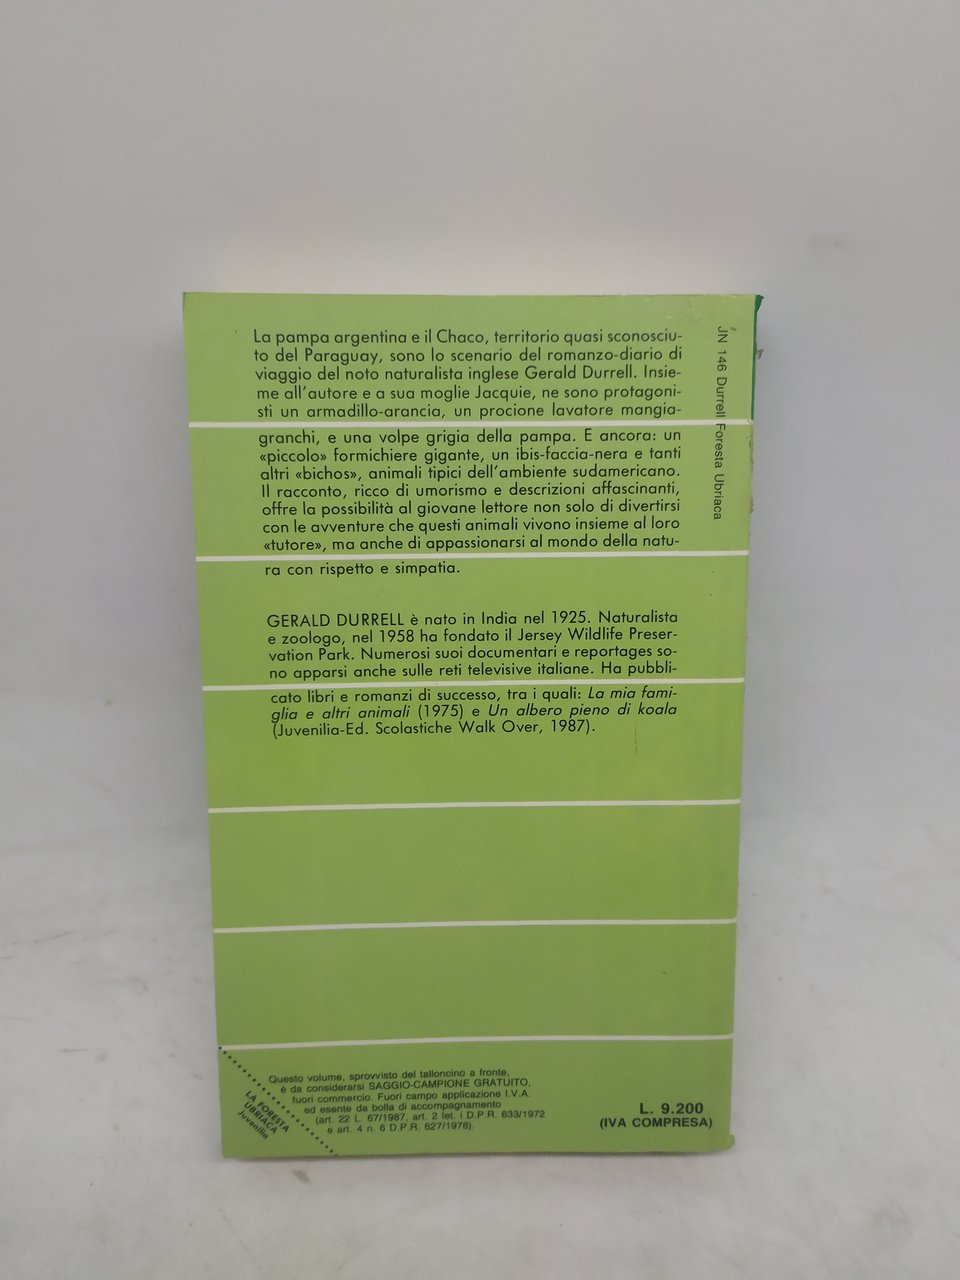 La pampa argentina e il Chaco, territorio quasi sconosciu-
to del Paraguay, sono lo scenario del romanzo-diario di
viaggio del noto naturalista inglese Gerald Durrell. Insie-
me all'autore e a sua moglie Jacquie, ne sono protagoni-
sti un armadillo-arancia, un procione lavatore mangia-
granchi, e una volpe grigia della pampa. E ancora: un
«piccolo» formichiere gigante, un ibis-faccia-nera e tanti
altri «bichos», animali tipici dell'ambiente sudamericano.
Il racconto, ricco di umorismo e descrizioni affascinanti,
offre la possibilità al giovane lettore non solo di divertirsi
con le avventure che questi animali vivono insieme al loro
«tutore», ma anche di appassionarsi al mondo della natu-
ra con rispetto e simpatia.
GERALD DURRELL è nato in India nel 1925. Naturalista
e zoologo, nel 1958 ha fondato il Jersey Wildlife Preser-
vation Park. Numerosi suoi documentari e reportages so-
no apparsi anche sulle reti televisive italiane. Ha pubbli-
cato libri e romanzi di successo, tra i quali: La mia fami-
glia e altri animali (1975) e Un albero pieno di koala
(Juvenilia-Ed. Scolastiche Walk Over, 1987).
JN 146 Durrell Foresta Ubriaca
Questo volume, sprovvisto del talloncino a fronte,
è da considerarsi SAGGIO-CAMPIONE GRATUITO,
fuori commercio. Fuori campo applicazione I.V.A.
ed esente da bolla di accompagnamento
(art. 22 L. 67/1987, art. 2 let. i D.P.R. 633/1972
e art. 4 n. 6 D.P.R. 627/1978).
LA FORESTA
UBRIACA
Juvenilia
L. 9.200
(IVA COMPRESA)